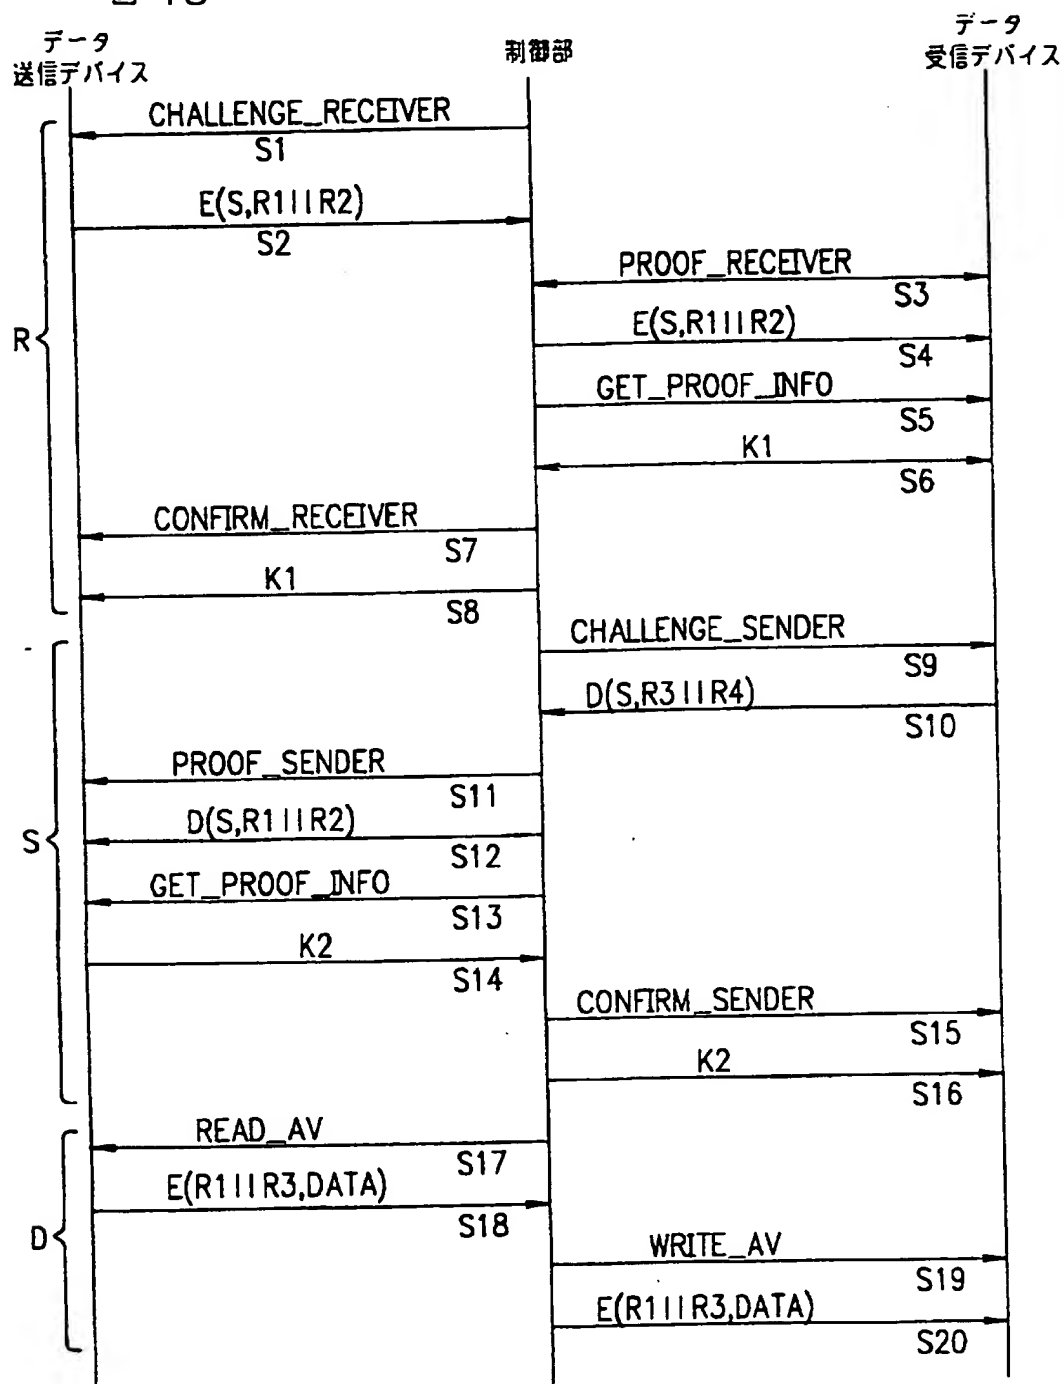 データ
送信デバイス
制御部
データ
受信デバイス
CHALLENGE_RECEIVER
S1
E(S,R1||R2)
S2
PROOF_RECEIVER
S3
R
E(S,R1||R2)
S4
GET_PROOF_INFO
S5
K1
S6
CONFIRM_RECEIVER
S7
K1
S8
CHALLENGE_SENDER
S9
D(S,R3||R4)
S10
PROOF_SENDER
S11
S
D(S,R1||R2)
S12
GET_PROOF_INFO
S13
K2
S14
CONFIRM_SENDER
S15
K2
S16
READ_AV
S17
E(R1||R3,DATA)
S18
D
WRITE_AV
S19
E(R1||R3,DATA)
S20